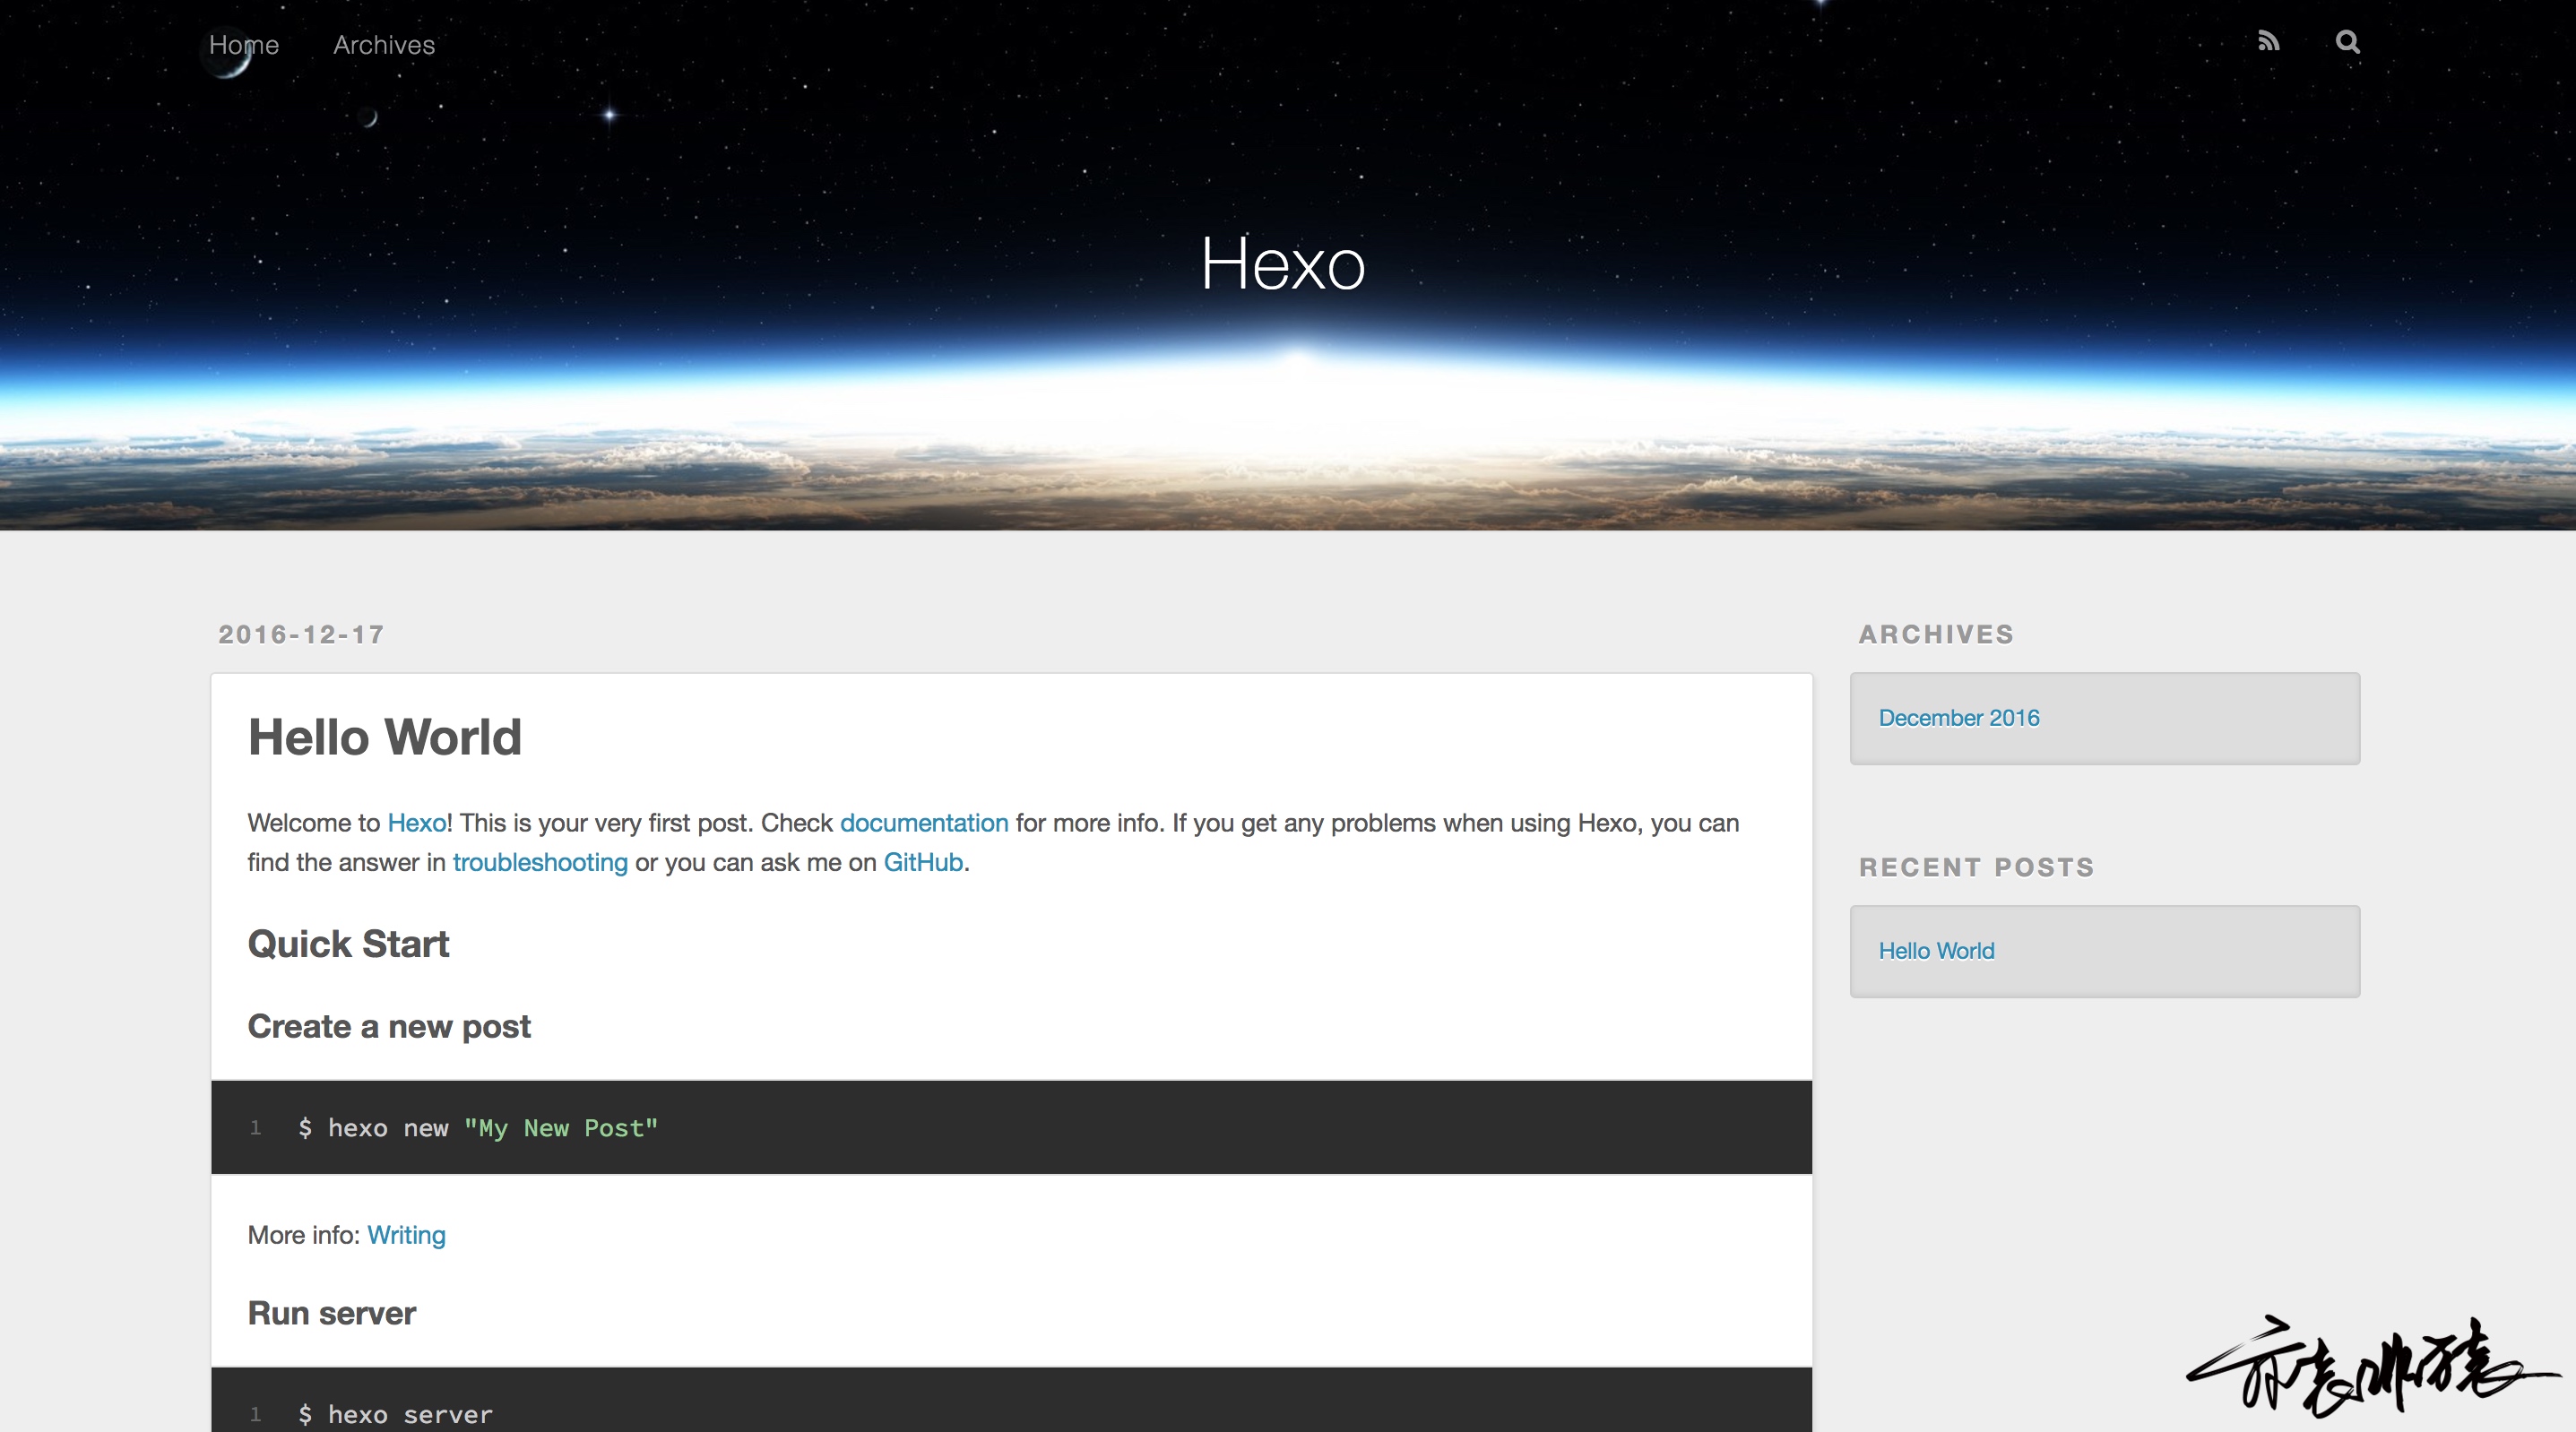 Home Archives
Hexo
2016-12-17
Hello World
Welcome to Hexo! This is your very first post. Check documentation for more info. If you get any problems when using Hexo, you can
find the answer in troubleshooting or you can ask me on GitHub.
Quick Start
Create a new post
1 $ hexo new "My New Post"
More info: Writing
Run server
1 $ hexo server
ARCHIVES
December 2016
RECENT POSTS
Hello World